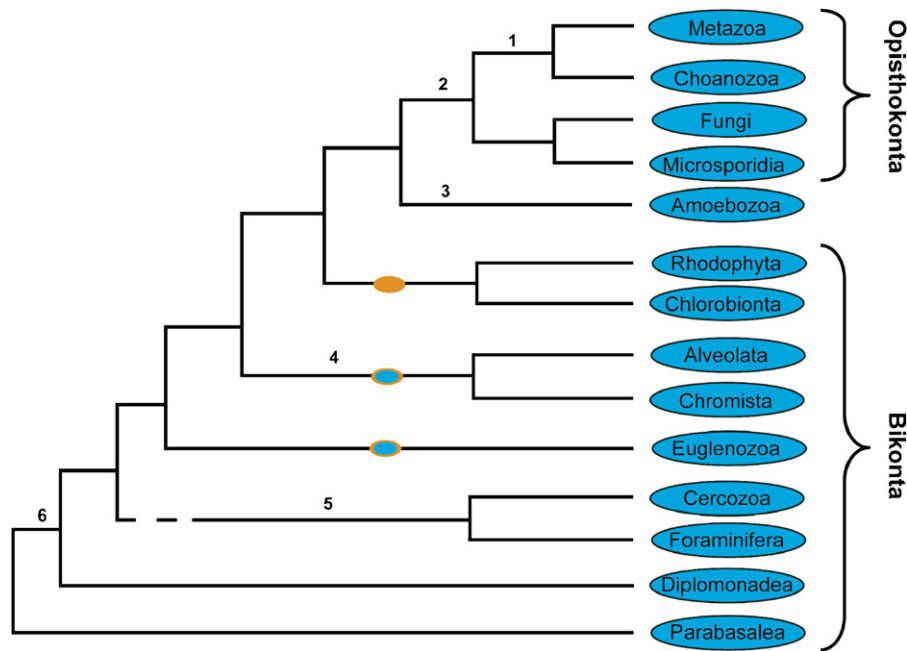 1
Metazoa
Choanozoa
2
Fungi
Microsporidia
Opisthokonta
3
Amoebozoa
Rhodophyta
Chlorobionta
4
Alveolata
Chromista
Euglenozoa
Bikonta
5
Cercozoa
6
Foraminifera
Diplomonadea
Parabasalea